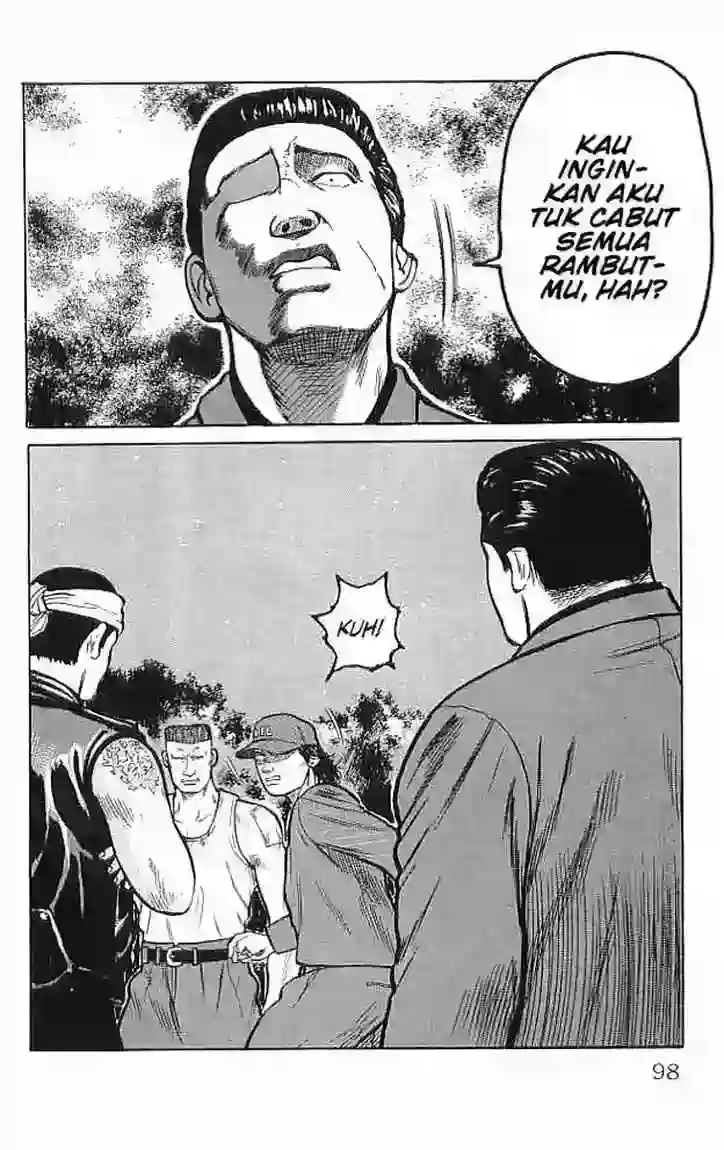 KAU
INGIN-
KAN AKU
TUK CABUT
SEMUA
RAMBUT-
MU, HAH?
KUH!
98